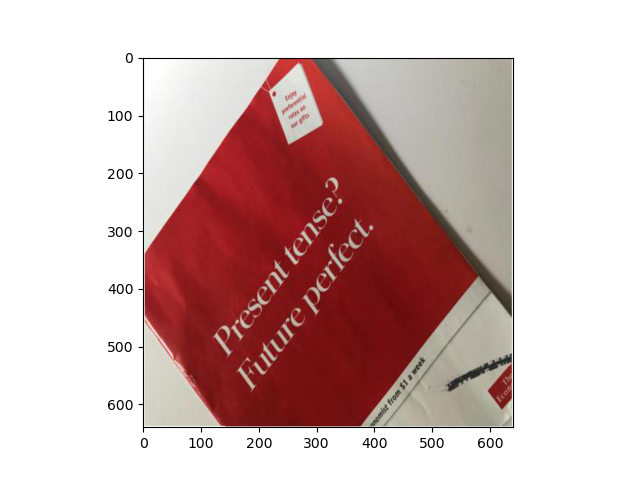 Enjoy
preferential
rates on
our gifts
Present tense?
Future perfect.
from $1 a week